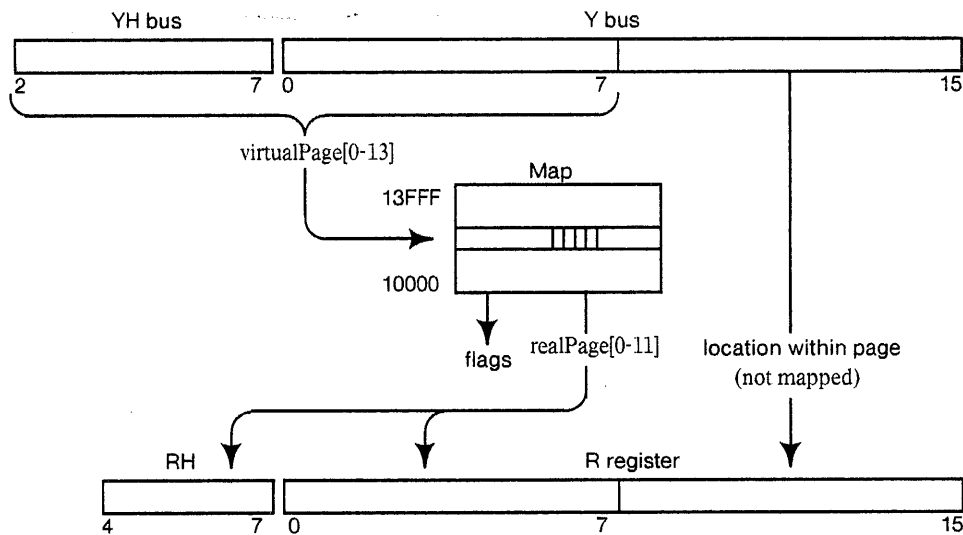 YH bus
Y bus
2
7
0
7
15
virtualPage[0-13]
Map
13FFF
10000
flags
realPage[0-11]
location within page
(not mapped)
RH
R register
4
7
0
7
15